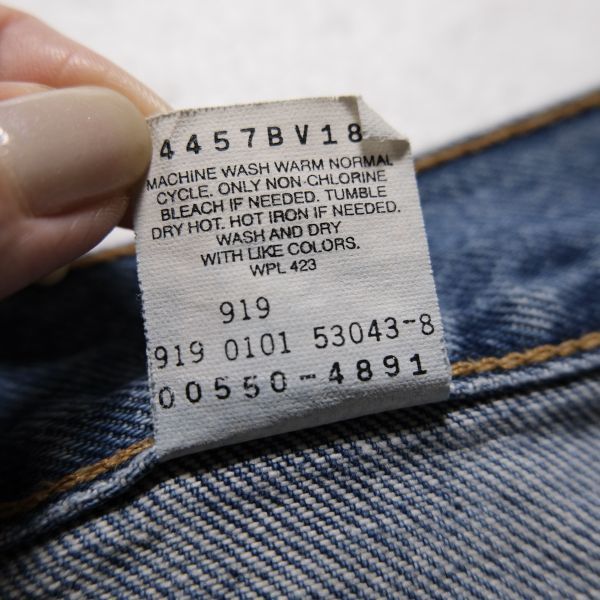 4457BV18
MACHINE WASH WARM NORMAL
CYCLE. ONLY NON-CHLORINE
BLEACH IF NEEDED. TUMBLE
DRY HOT. HOT IRON IF NEEDED.
WASH AND DRY
WITH LIKE COLORS.
WPL 423
919
919 0101 53043-8
00550-4891